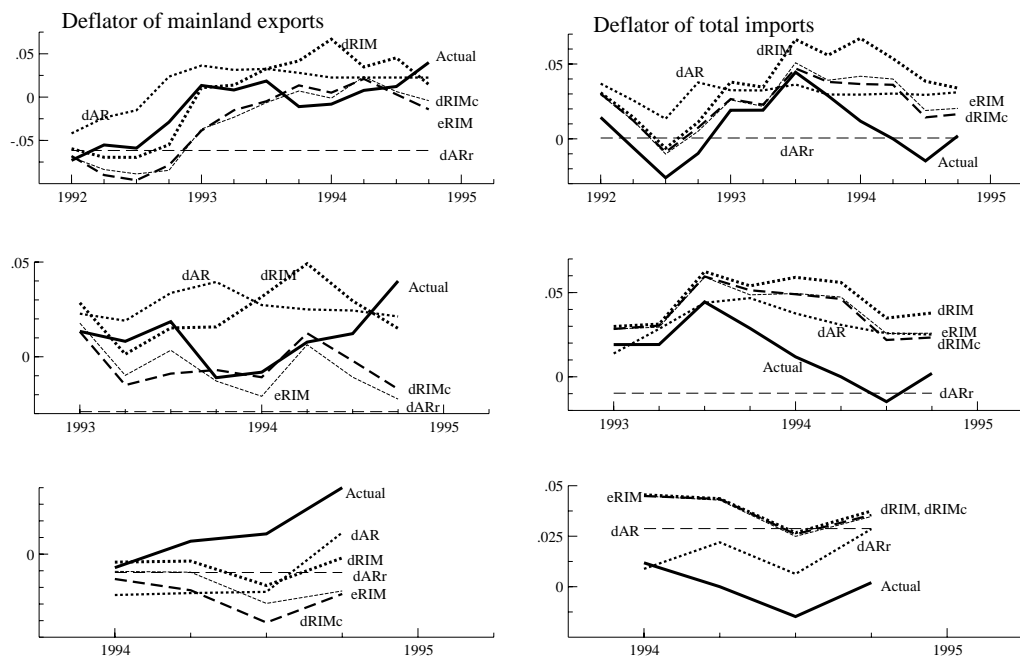 Deflator of mainland exports
.05
0
-.05
dAR
dRIM
Actual
dRIMc
eRIM
dARr
1992
1993
1994
1995
Deflator of total imports
.05
0
dRIM
dAR
eRIM
dRIMc
dARr
Actual
1992
1993
1994
1995
.05
0
dAR
dRIM
Actual
eRIM
dRIMc
dARr
1993
1994
1995
.05
0
dRIM
dAR
eRIM
dRIMc
Actual
dARr
1993
1994
1995
0
Actual
dAR
dRIM
dARr
eRIM
dRIMc
1994
1995
.05
.025
0
eRIM
dRIM, dRIMc
dAR
dARr
Actual
1994
1995